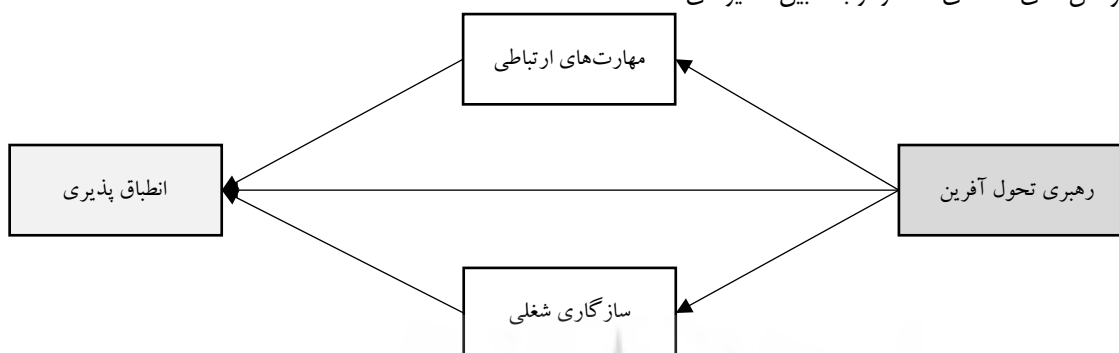 مهارت‌های ارتباطی
رهبری تحول آفرین
انطباق پذیری
سازگاری شغلی